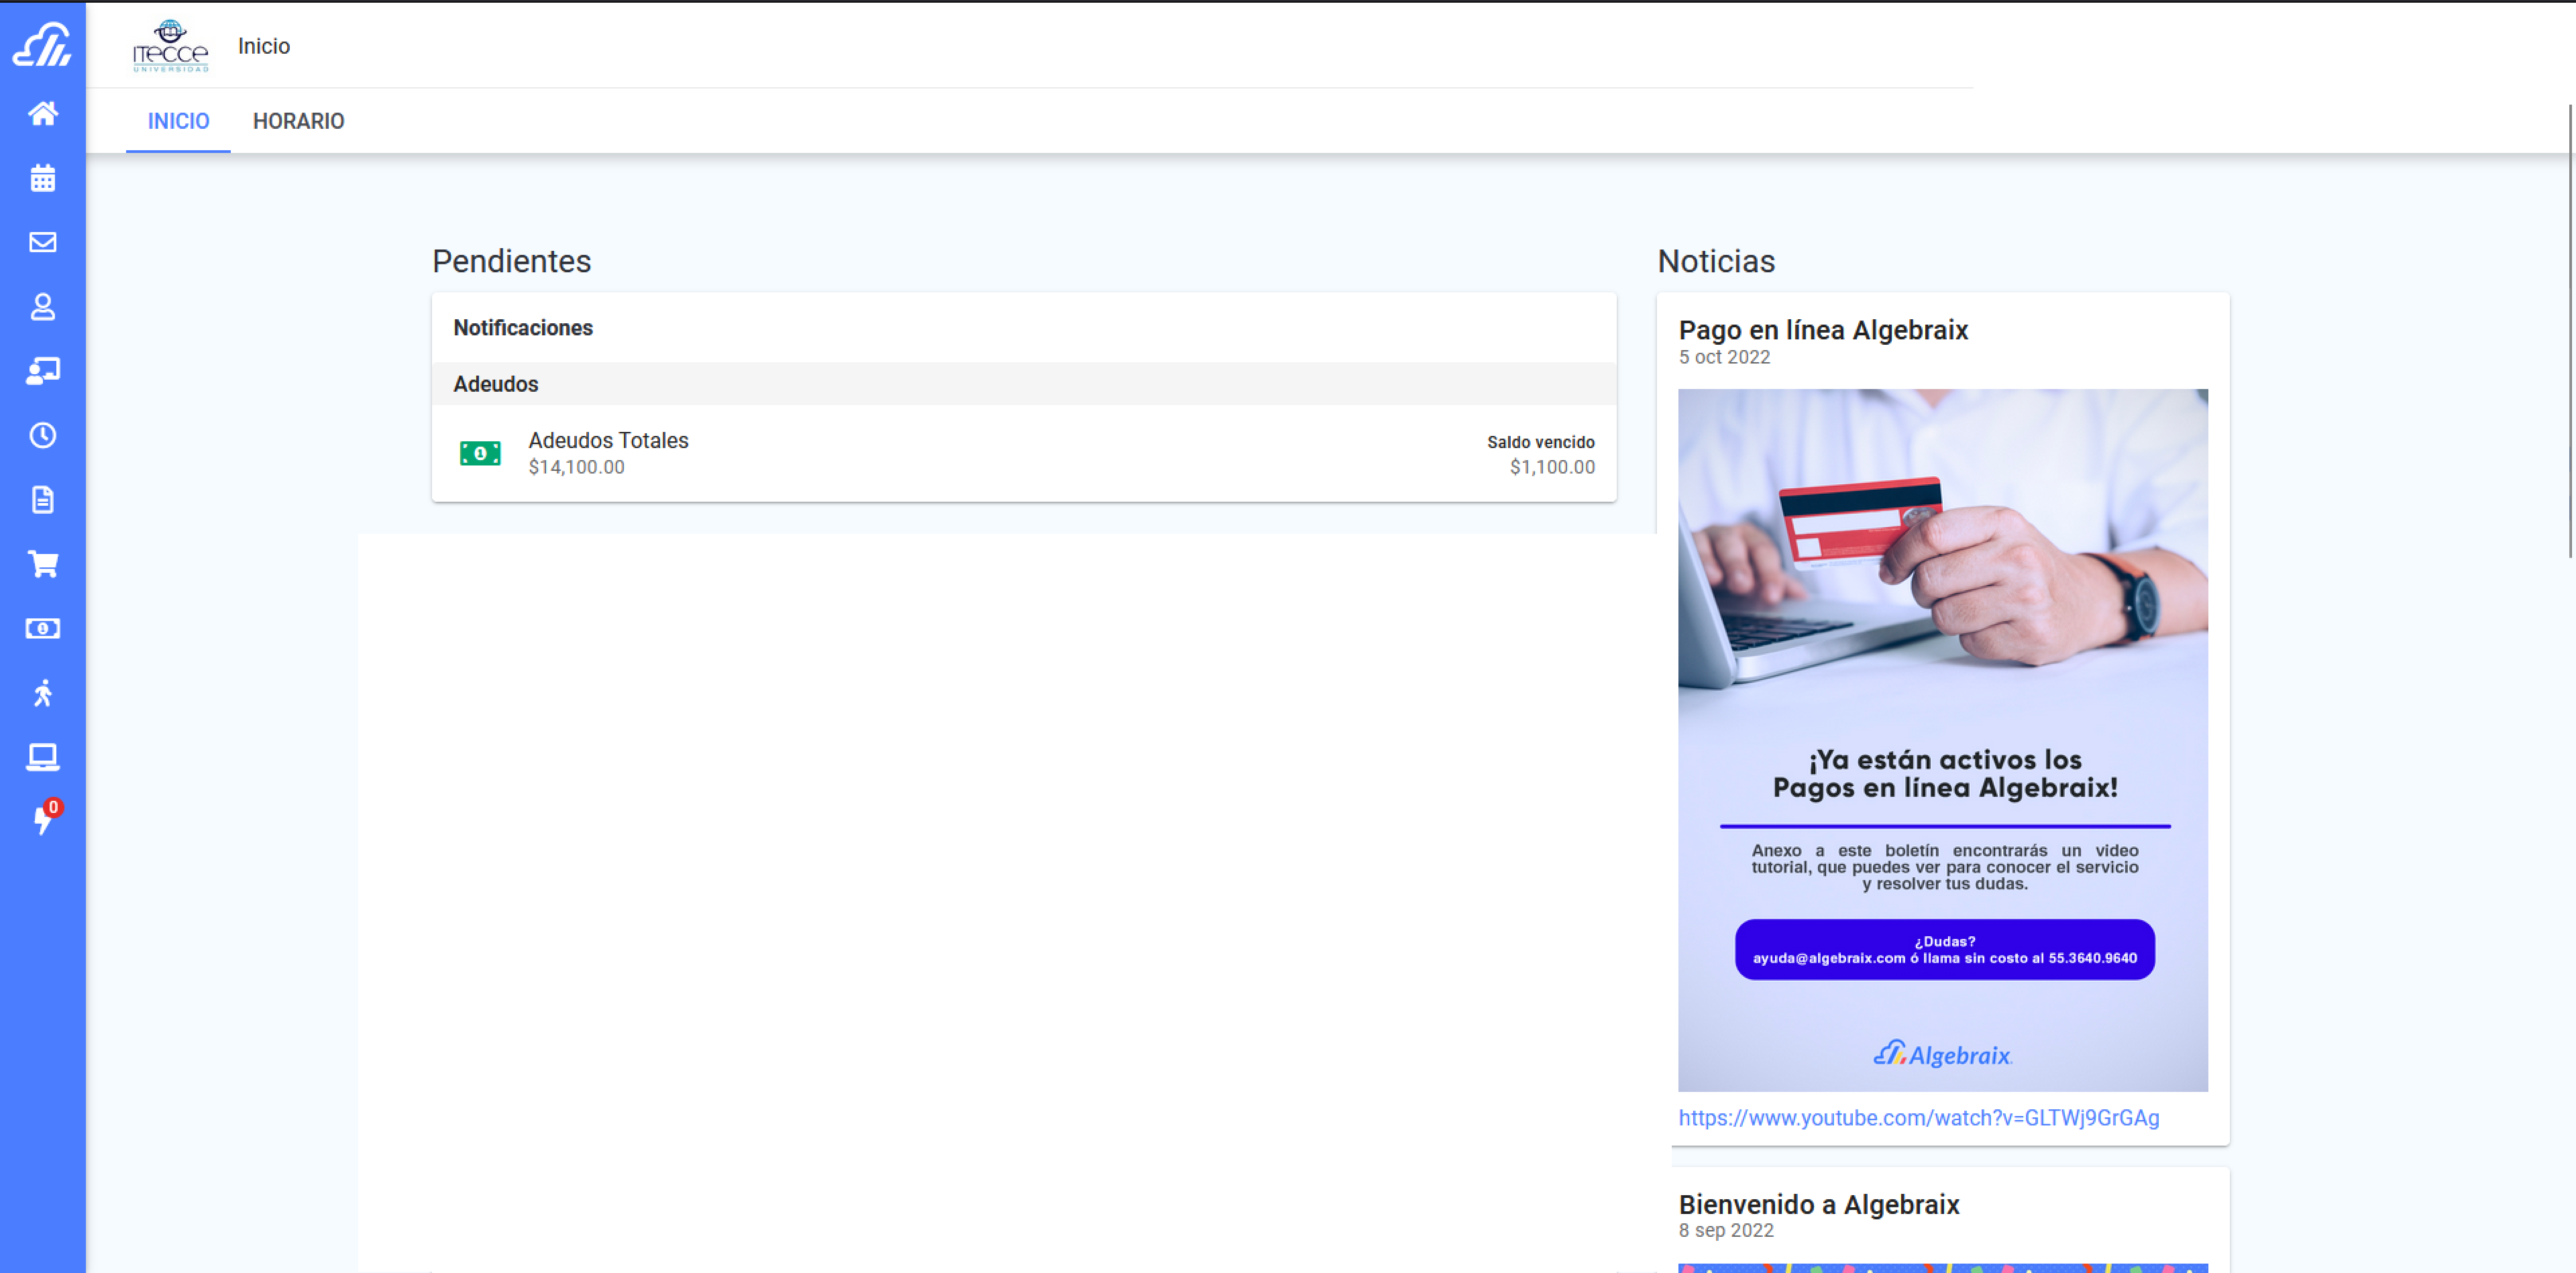 ITECCE
UNIVERSIDAD
Inicio
INICIO
HORARIO
Pendientes
Notificaciones
Adeudos
Adeudos Totales
$14,100.00
Saldo vencido
$1,100.00
0
Noticias
Pago en línea Algebraix
5 oct 2022
¡Ya están activos los
Pagos en línea Algebraix!
Anexo a este boletín encontrarás un video
tutorial, que puedes ver para conocer el servicio
y resolver tus dudas.
¿Dudas?
ayuda@algebraix.com ó llama sin costo al 55.3640.9640
Algebraix
https://www.youtube.com/watch?v=GLTWj9GrGAg
Bienvenido a Algebraix
8 sep 2022